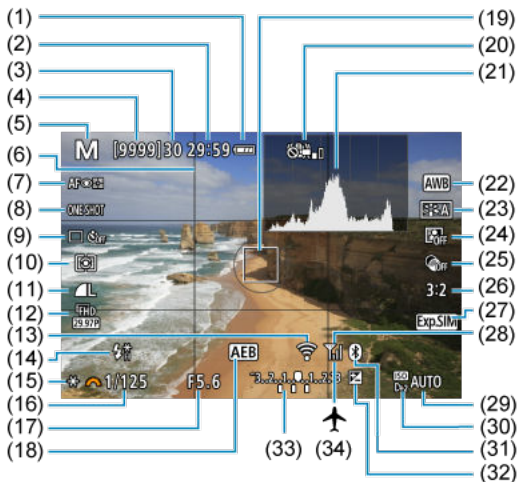 (1)
(2)
(3)
(4)
(5)
(6)
(7)
(8)
(9)
(10)
(11)
(12)
(13)
(14)
(15)
(16)
(17)
(18)
(19)
(20)
(21)
(22)
(23)
(24)
(25)
(26)
(27)
(28)
(29)
(30)
(31)
(32)
(33) (34)
M [9999] 30 29:59
AF
ONE SHOT
OFF
L
FHD
29.97P
AWB
A
OFF
OFF
3:2
Exp.SIM
AEB
1/125 F5.6 -3..2..1..0..1..2..3 ISO AUTO
D+